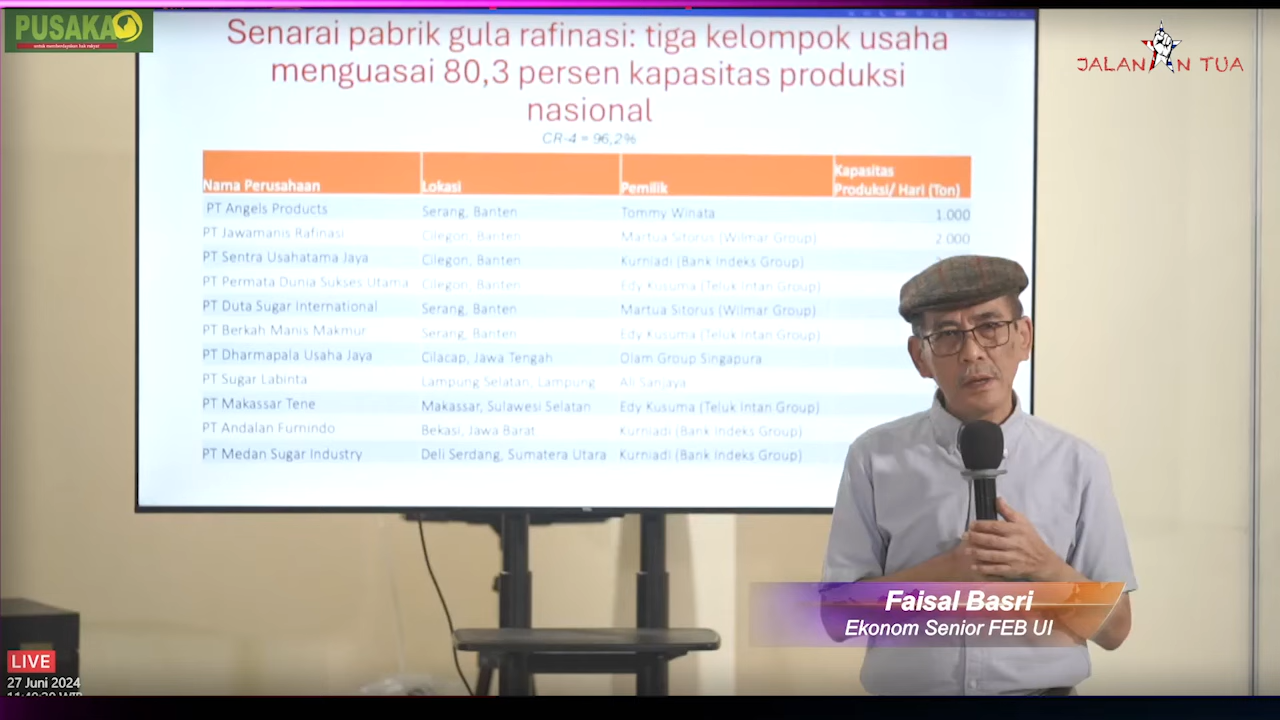 PUSAKA
untuk memberdayakan hak rakyat
JALANAN TUA
Senarai pabrik gula rafinasi: tiga kelompok usaha
menguasai 80,3 persen kapasitas produksi
nasional
CR-4 = 96,2%
Nama Perusahaan Lokasi Pemilik Kapasitas
Produksi/ Hari (Ton)
PT Angels Products Serang, Banten Tommy Winata 1.000
PT Jawamanis Rafinasi Cilegon, Banten Martua Sitorus (Wilmar Group) 2.000
PT Sentra Usahatama Jaya Cilegon, Banten Kurniadi (Bank Indeks Group)
PT Permata Dunia Sukses Utama Cilegon, Banten Edy Kusuma (Teluk Intan Group)
PT Duta Sugar International Serang, Banten Martua Sitorus (Wilmar Group)
PT Berkah Manis Makmur Serang, Banten Edy Kusuma (Teluk Intan Group)
PT Dharmapala Usaha Jaya Cilacap, Jawa Tengah Olam Group Singapura
PT Sugar Labinta Lampung Selatan, Lampung Ali Sanjaya
PT Makassar Tene Makassar, Sulawesi Selatan Edy Kusuma (Teluk Intan Group)
PT Andalan Furnindo Bekasi, Jawa Barat Kurniadi (Bank Indeks Group)
PT Medan Sugar Industry Deli Serdang, Sumatera Utara Kurniadi (Bank Indeks Group)
Faisal Basri
Ekonom Senior FEB UI
LIVE
27 Juni 2024